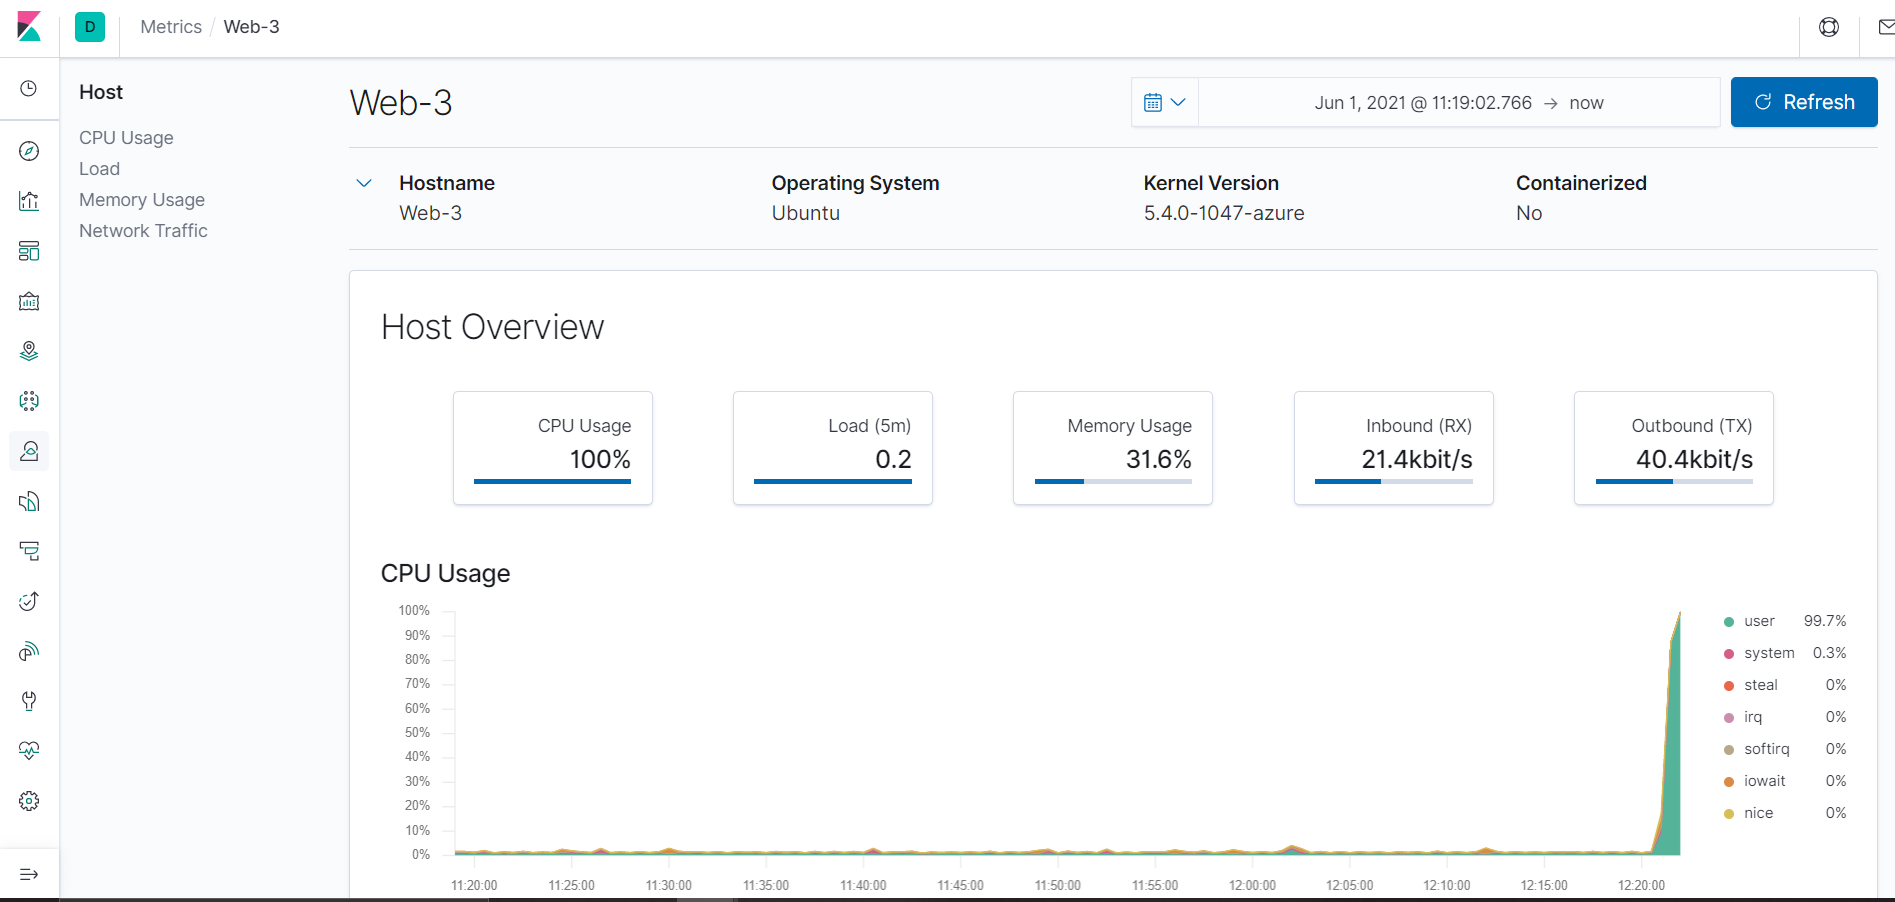 D
Metrics / Web-3
Host
CPU Usage
Load
Memory Usage
Network Traffic
Web-3
Jun 1, 2021 @ 11:19:02.766 → now
Refresh
Hostname
Web-3
Operating System
Ubuntu
Kernel Version
5.4.0-1047-azure
Containerized
No
Host Overview
CPU Usage
100%
Load (5m)
0.2
Memory Usage
31.6%
Inbound (RX)
21.4kbit/s
Outbound (TX)
40.4kbit/s
CPU Usage
100%
90%
80%
70%
60%
50%
40%
30%
20%
10%
0%
11:20:00 11:25:00 11:30:00 11:35:00 11:40:00 11:45:00 11:50:00 11:55:00 12:00:00 12:05:00 12:10:00 12:15:00 12:20:00
user 99.7%
system 0.3%
steal 0%
irq 0%
softirq 0%
iowait 0%
nice 0%